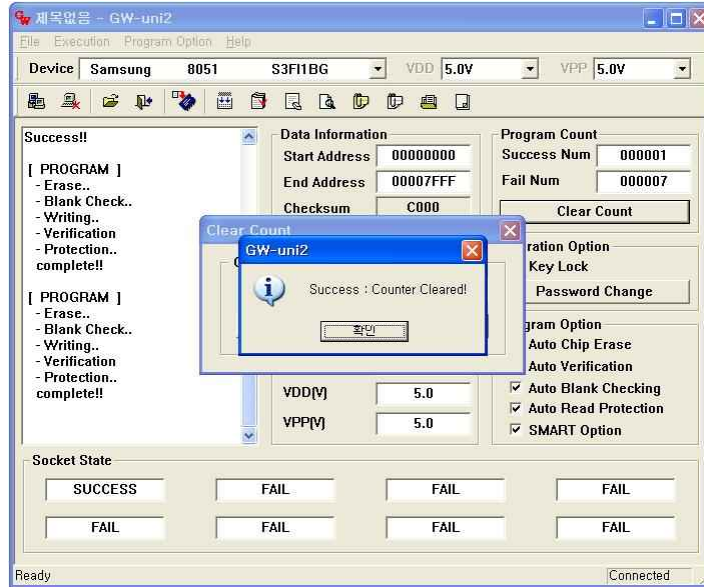 제목없음 - GW-uni2
File Execution Program Option Help
Device Samsung 8051 S3FI1BG VDD 5.0V VPP 5.0V
Success!!
[ PROGRAM ]
- Erase..
- Blank Check..
- Writing..
- Verification
- Protection..
complete!!
[ PROGRAM ]
- Erase..
- Blank Check..
- Writing..
- Verification
- Protection..
complete!!
Data Information
Start Address 00000000
End Address 00007FFF
Checksum C000
Program Count
Success Num 000001
Fail Num 000007
Clear Count
Clear Count
GW-uni2
Success : Counter Cleared!
확인
ration Option
Key Lock
Password Change
gram Option
Auto Chip Erase
Auto Verification
Auto Blank Checking
Auto Read Protection
SMART Option
VDD(V) 5.0
VPP(V) 5.0
Socket State
SUCCESS FAIL FAIL FAIL
FAIL FAIL FAIL FAIL
Ready Connected